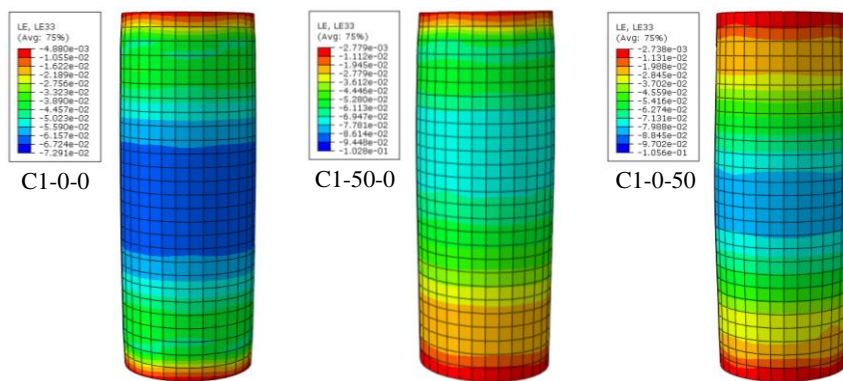 LE, LE33
(Avg: 75%)
-4.880e-03
-1.055e-02
-1.622e-02
-2.189e-02
-2.756e-02
-3.323e-02
-3.890e-02
-4.457e-02
-5.023e-02
-5.590e-02
-6.157e-02
-6.724e-02
-7.291e-02
C1-0-0
LE, LE33
(Avg: 75%)
-2.779e-03
-1.112e-02
-1.945e-02
-2.779e-02
-3.612e-02
-4.446e-02
-5.280e-02
-6.113e-02
-6.947e-02
-7.781e-02
-8.614e-02
-9.448e-02
-1.028e-01
C1-50-0
LE, LE33
(Avg: 75%)
-2.738e-03
-1.131e-02
-1.988e-02
-2.845e-02
-3.702e-02
-4.559e-02
-5.416e-02
-6.274e-02
-7.131e-02
-7.988e-02
-8.845e-02
-9.702e-02
-1.056e-01
C1-0-50